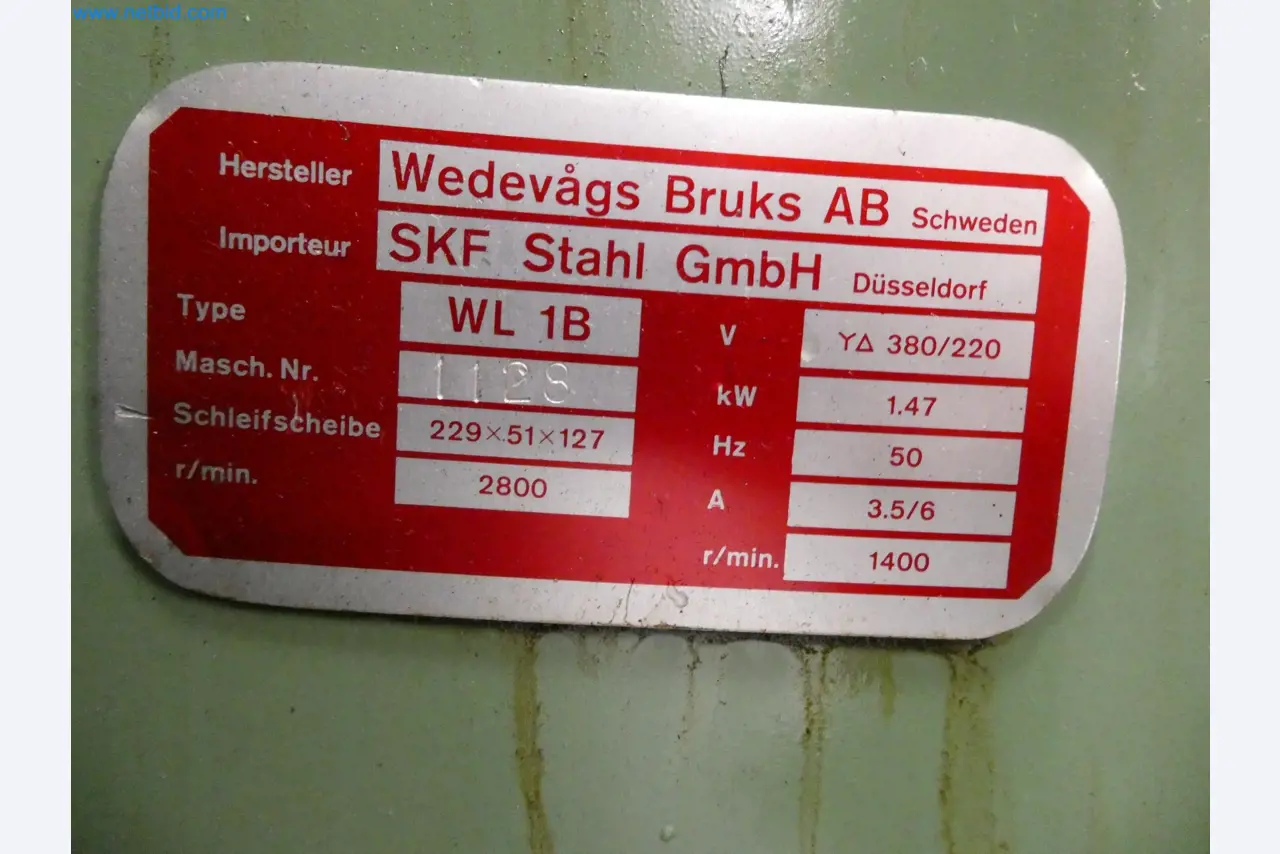 www.netbid.com
Hersteller Wedevågs Bruks AB Schweden
Importeur SKF Stahl GmbH Düsseldorf
Type WL 1B
Masch. Nr. 1128
Schleifscheibe 229×51×127
r/min. 2800
V Y∆ 380/220
kW 1.47
Hz 50
A 3.5/6
r/min. 1400